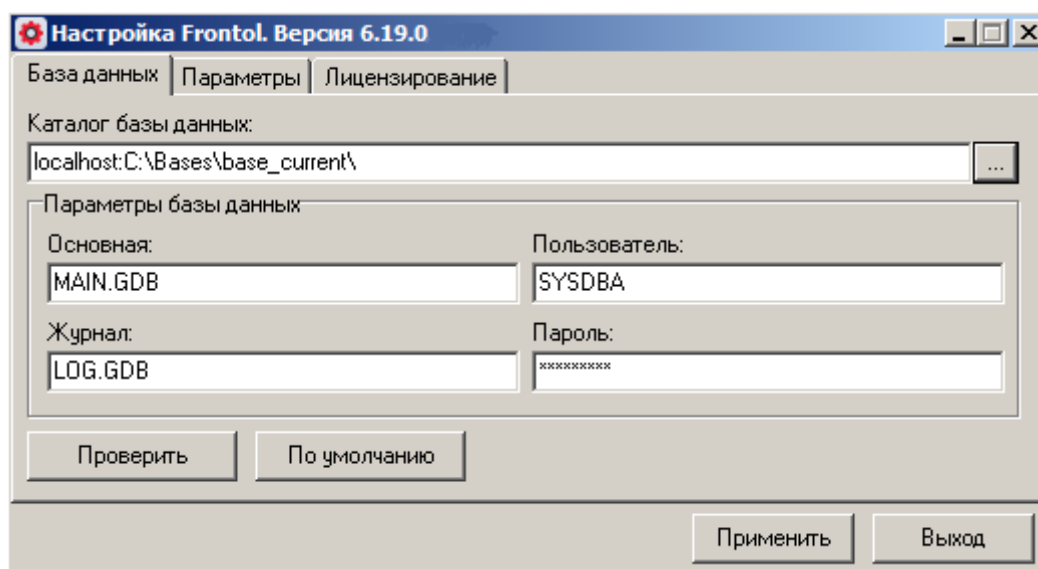 Настройка Frontol. Версия 6.19.0
База данных Параметры Лицензирование
Каталог базы данных:
localhost:C:\Bases\base_current\ ...
Параметры базы данных
Основная: Пользователь:
MAIN.GDB SYSDBA
Журнал: Пароль:
LOG.GDB *********
Проверить По умолчанию
Применить Выход